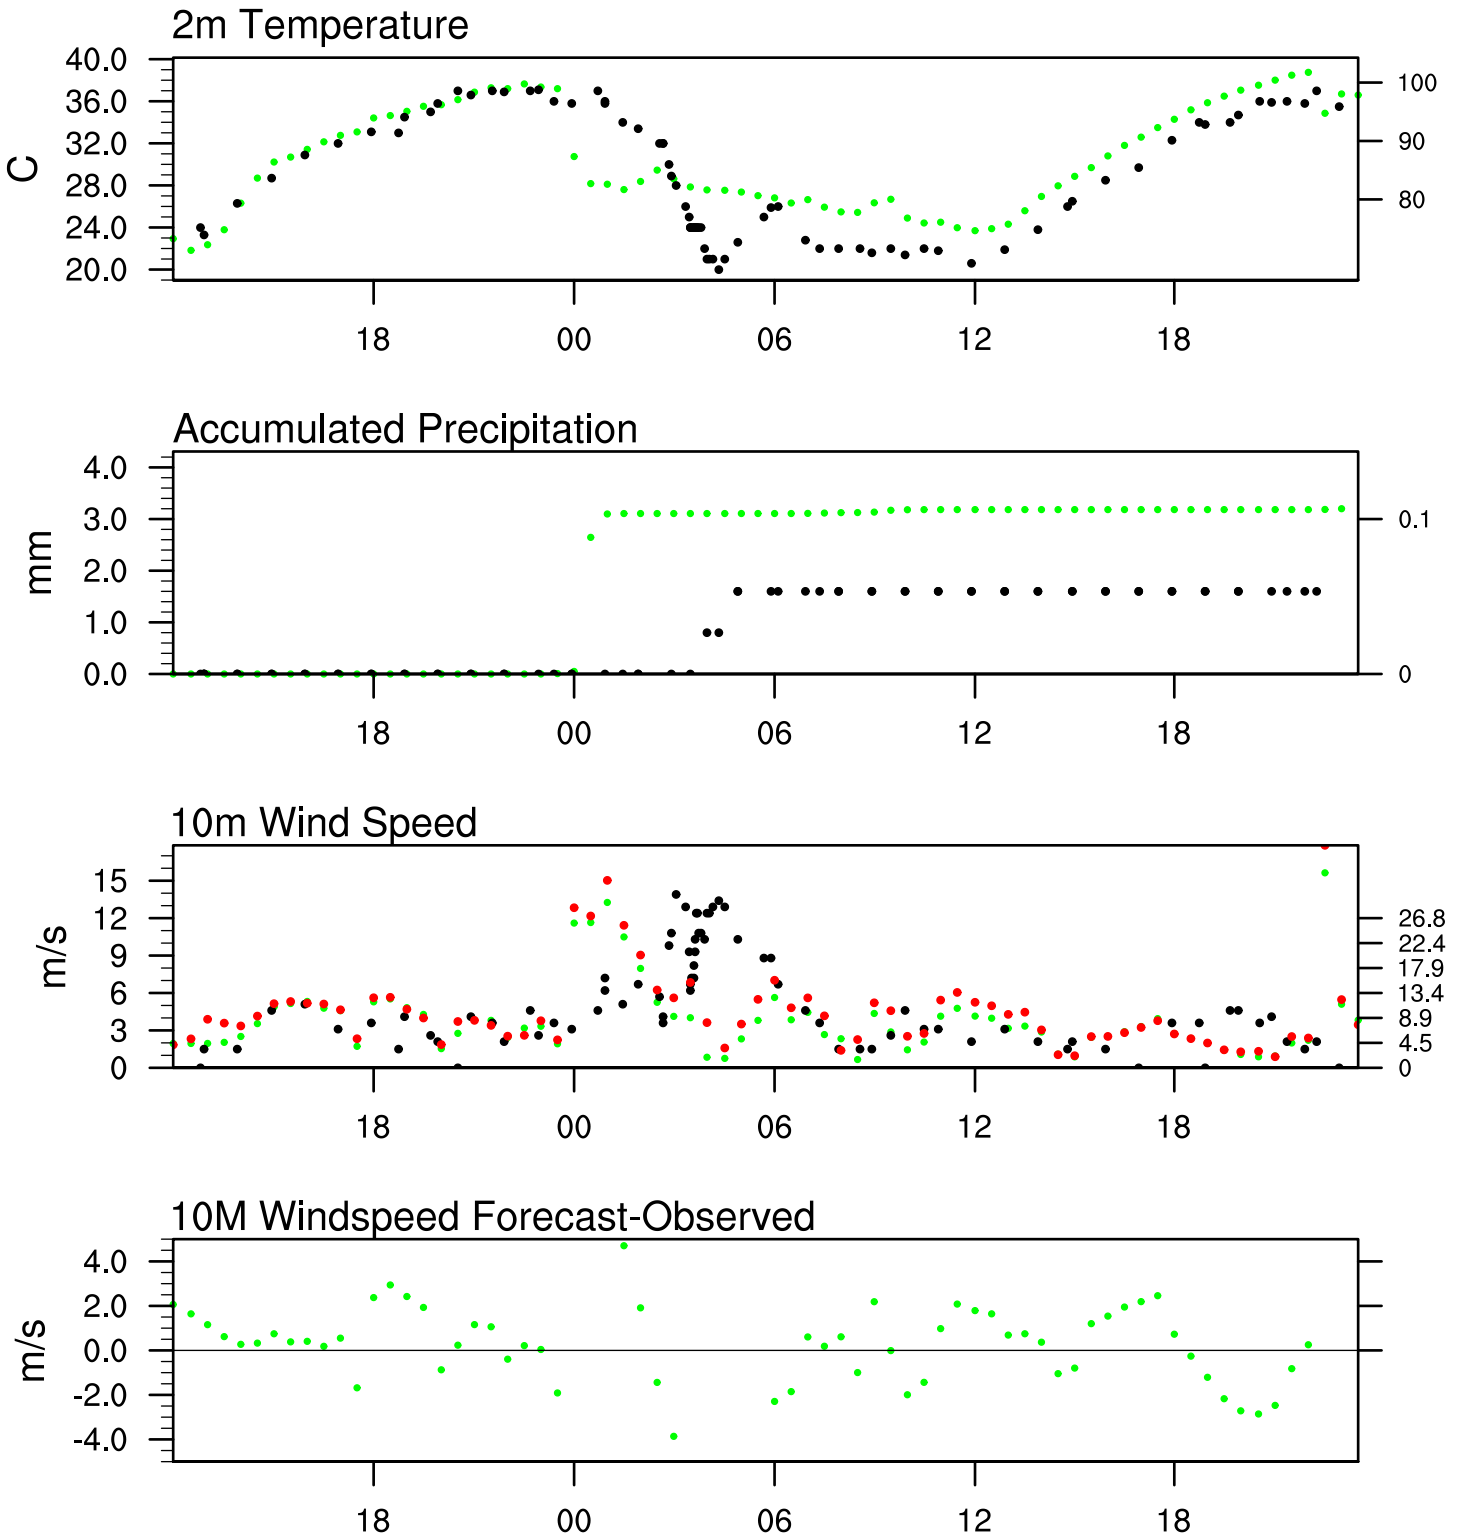 2m Temperature
40.0
36.0
32.0
28.0
24.0
20.0
C
100
90
80
18 00 06 12 18
Accumulated Precipitation
4.0
3.0
2.0
1.0
0.0
mm
0.1
0
18 00 06 12 18
10m Wind Speed
15
12
9
6
3
0
m/s
26.8
22.4
17.9
13.4
8.9
4.5
0
18 00 06 12 18
10M Windspeed Forecast-Observed
4.0
2.0
0.0
-2.0
-4.0
m/s
18 00 06 12 18